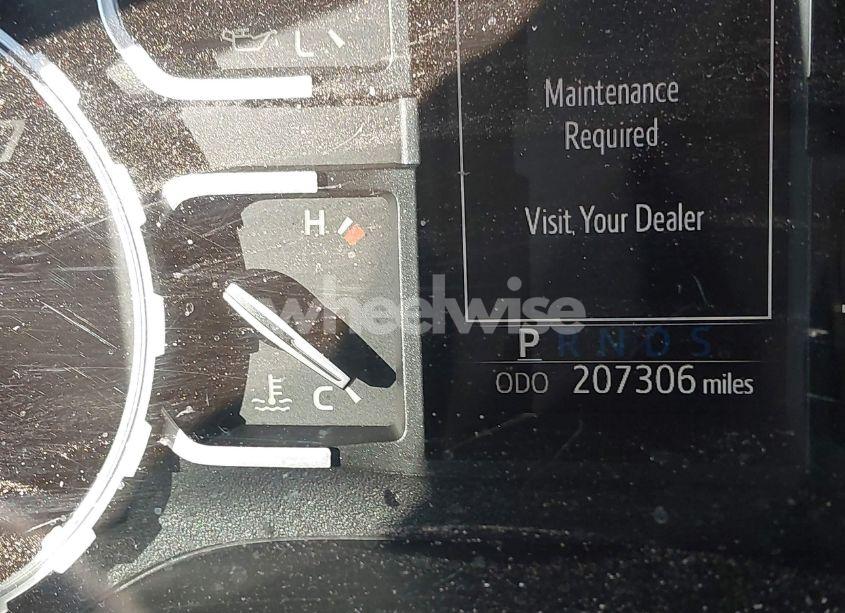 L
Maintenance
Required
H
Visit Your Dealer
wheelwise
P R N D S
C
ODO 207306 miles